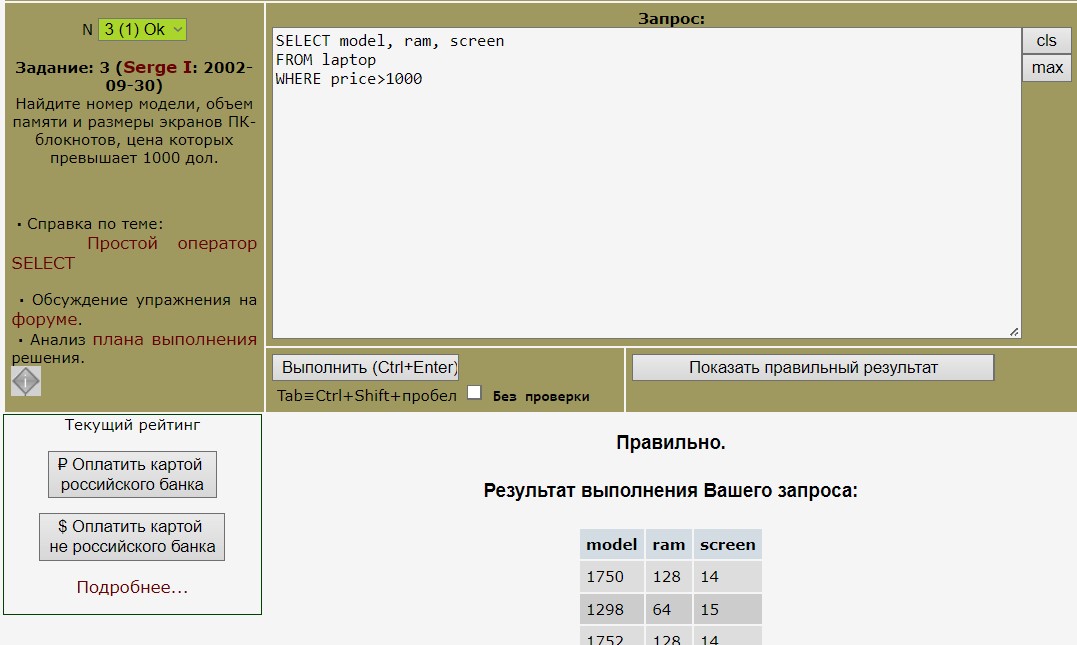 N 3 (1) Ok
Задание: 3 (Serge I: 2002-
09-30)
Найдите номер модели, объем
памяти и размеры экранов ПК-
блокнотов, цена которых
превышает 1000 дол.
· Справка по теме:
Простой оператор
SELECT
· Обсуждение упражнения на
форуме.
· Анализ плана выполнения
решения.
Запрос:
SELECT model, ram, screen
FROM laptop
WHERE price>1000
cls
max
Выполнить (Ctrl+Enter)
Tab≡Ctrl+Shift+пробел
Без проверки
Показать правильный результат
Текущий рейтинг
₽ Оплатить картой
российского банка
$ Оплатить картой
не российского банка
Подробнее...
Правильно.
Результат выполнения Вашего запроса:
model ram screen
1750 128 14
1298 64 15
1752 128 14